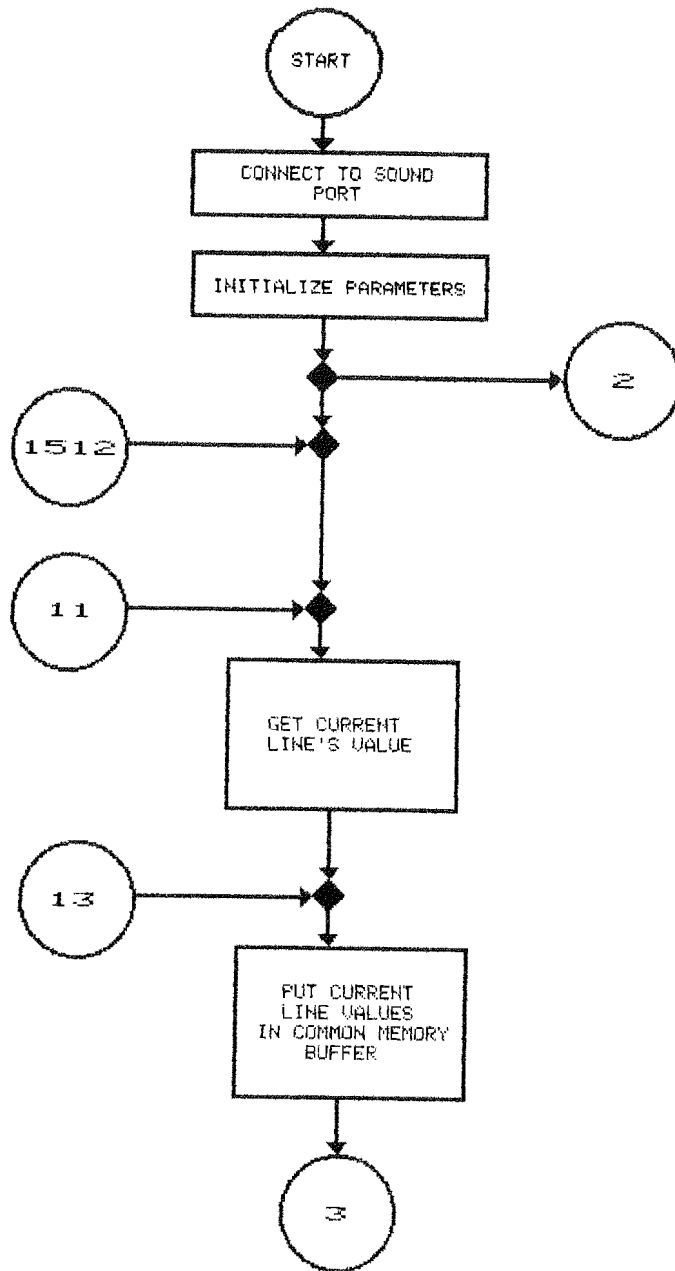 START
CONNECT TO SOUND
PORT
INITIALIZE PARAMETERS
2
1512
11
GET CURRENT
LINE'S VALUE
13
PUT CURRENT
LINE VALUES
IN COMMON MEMORY
BUFFER
3